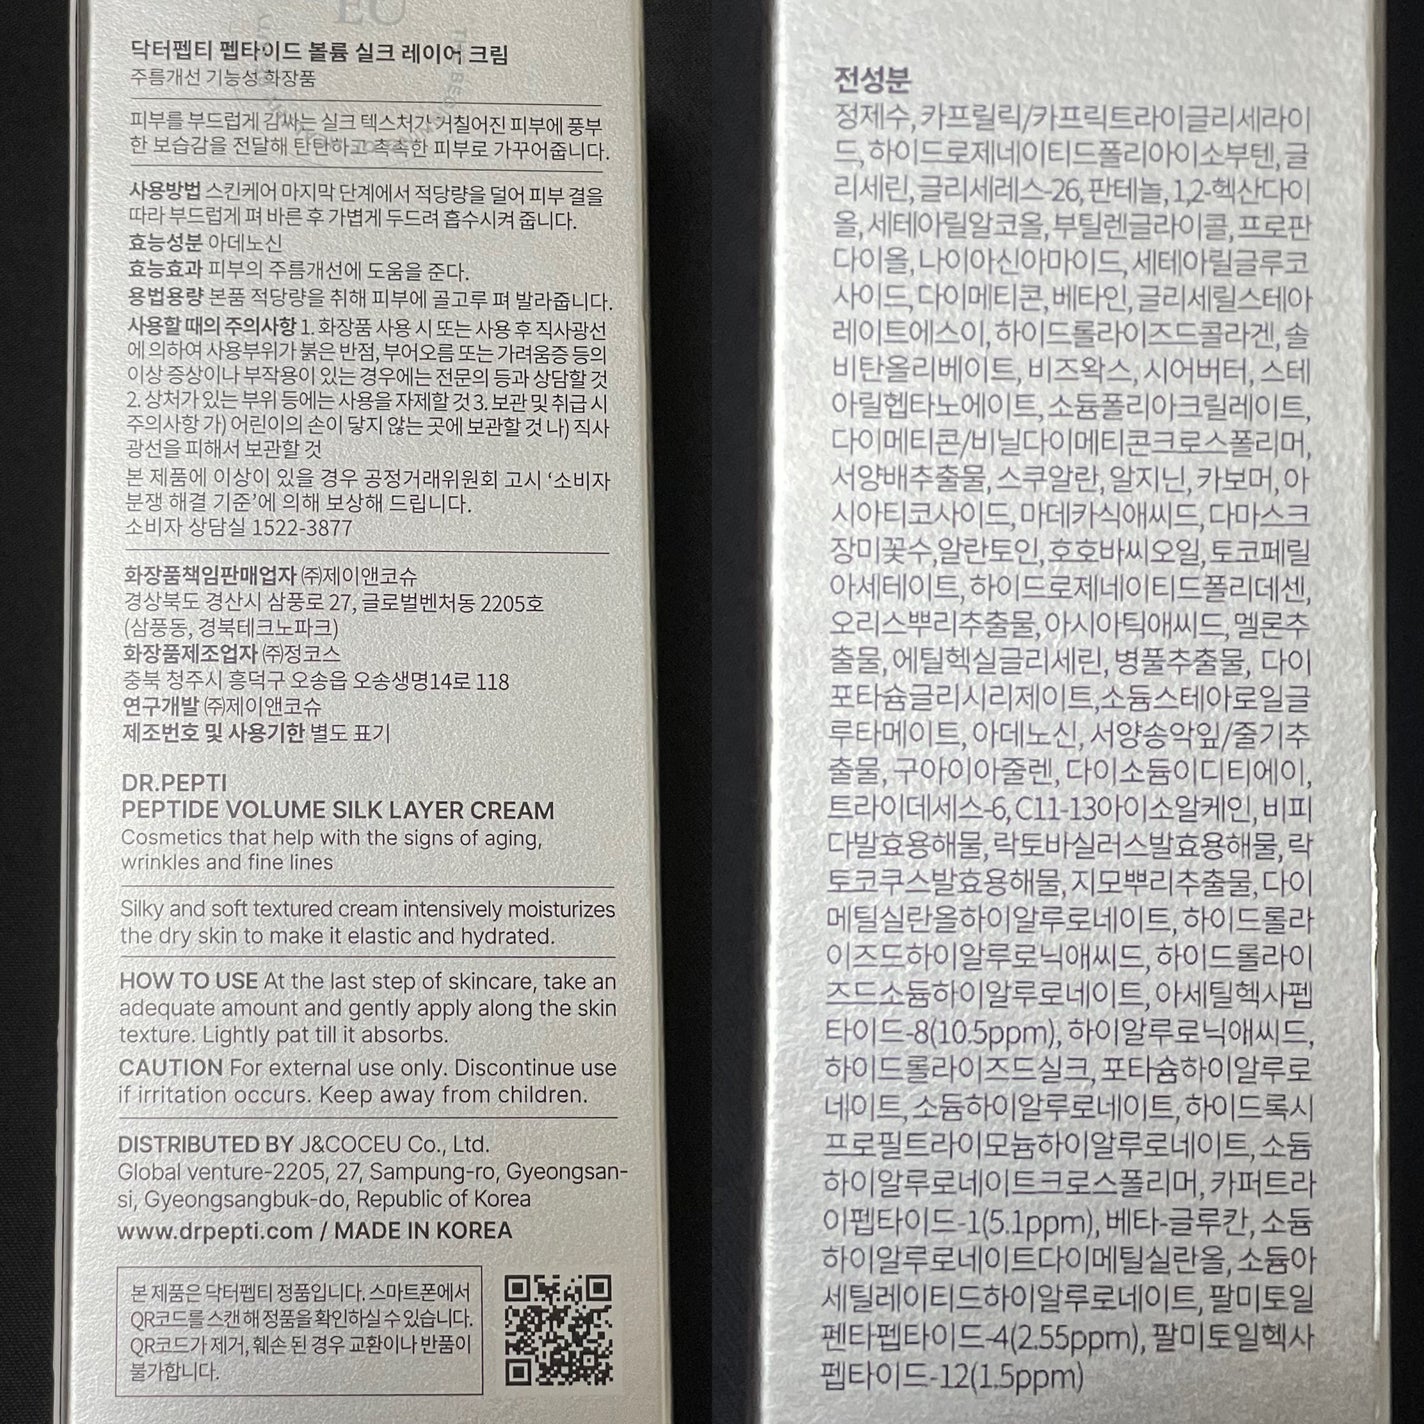 EU
닥터펩티 펩타이드 볼륨 실크 레이어 크림
주름개선 기능성 화장품
피부를 부드럽게 감싸는 실크 텍스처가 거칠어진 피부에 풍부
한 보습감을 전달해 탄탄하고 촉촉한 피부로 가꾸어줍니다.
사용방법 스킨케어 마지막 단계에서 적당량을 덜어 피부 결을
따라 부드럽게 펴 바른 후 가볍게 두드려 흡수시켜 줍니다.
효능성분 아데노신
효능효과 피부의 주름개선에 도움을 준다.
용법용량 본품 적당량을 취해 피부에 골고루 펴 발라줍니다.
사용할 때의 주의사항 1. 화장품 사용 시 또는 사용 후 직사광선
에 의하여 사용부위가 붉은 반점, 부어오름 또는 가려움증 등의
이상 증상이나 부작용이 있는 경우에는 전문의 등과 상담할 것
2. 상처가 있는 부위 등에는 사용을 자제할 것 3. 보관 및 취급 시
주의사항 가) 어린이의 손이 닿지 않는 곳에 보관할 것 나) 직사
광선을 피해서 보관할 것
본 제품에 이상이 있을 경우 공정거래위원회 고시 ‘소비자
분쟁 해결 기준’에 의해 보상해 드립니다.
소비자 상담실 1522-3877
화장품책임판매업자 ㈜제이앤코슈
경상북도 경산시 삼풍로 27, 글로벌벤처동 2205호
(삼풍동, 경북테크노파크)
화장품제조업자 ㈜정코스
충북 청주시 흥덕구 오송읍 오송생명14로 118
연구개발 ㈜제이앤코슈
제조번호 및 사용기한 별도 표기
DR.PEPTI
PEPTIDE VOLUME SILK LAYER CREAM
Cosmetics that help with the signs of aging,
wrinkles and fine lines
Silky and soft textured cream intensively moisturizes
the dry skin to make it elastic and hydrated.
HOW TO USE At the last step of skincare, take an
adequate amount and gently apply along the skin
texture. Lightly pat till it absorbs.
CAUTION For external use only. Discontinue use
if irritation occurs. Keep away from children.
DISTRIBUTED BY J&COCEU Co., Ltd.
Global venture-2205, 27, Sampung-ro, Gyeongsan-
si, Gyeongsangbuk-do, Republic of Korea
www.drpepti.com / MADE IN KOREA
본 제품은 닥터펩티 정품입니다. 스마트폰에서
QR코드를 스캔 해 정품을 확인하실 수 있습니다.
QR코드가 제거, 훼손 된 경우 교환이나 반품이
불가합니다.
전성분
정제수, 카프릴릭/카프릭트라이글리세라이
드, 하이드로제네이티드폴리아이소부텐, 글
리세린, 글리세레스-26, 판테놀, 1,2-헥산다이
올, 세테아릴알코올, 부틸렌글라이콜, 프로판
다이올, 나이아신아마이드, 세테아릴글루코
사이드, 다이메티콘, 베타인, 글리세릴스테아
레이트에스이, 하이드롤라이즈드콜라겐, 솔
비탄올리베이트, 비즈왁스, 시어버터, 스테
아릴헵타노에이트, 소듐폴리아크릴레이트,
다이메티콘/비닐다이메티콘크로스폴리머,
서양배추출물, 스쿠알란, 알지닌, 카보머, 아
시아티코사이드, 마데카식애씨드, 다마스크
장미꽃수, 알란토인, 호호바씨오일, 토코페릴
아세테이트, 하이드로제네이티드폴리데센,
오리스뿌리추출물, 아시아틱애씨드, 멜론추
출물, 에틸헥실글리세린, 병풀추출물, 다이
포타슘글리시리제이트, 소듐스테아로일글
루타메이트, 아데노신, 서양송악잎/줄기추
출물, 구아이아줄렌, 다이소듐이디티에이,
트라이데세스-6, C11-13아이소알케인, 비피
다발효용해물, 락토바실러스발효용해물, 락
토코쿠스발효용해물, 지모뿌리추출물, 다이
메틸실란올하이알루로네이트, 하이드롤라
이즈드하이알루로닉애씨드, 하이드롤라이
즈드소듐하이알루로네이트, 아세틸헥사펩
타이드-8(10.5ppm), 하이알루로닉애씨드,
하이드롤라이즈드실크, 포타슘하이알루로
네이트, 소듐하이알루로네이트, 하이드록시
프로필트라이모늄하이알루로네이트, 소듐
하이알루로네이트크로스폴리머, 카퍼트라
이펩타이드-1(5.1ppm), 베타-글루칸, 소듐
하이알루로네이트다이메틸실란올, 소듐아
세틸레이티드하이알루로네이트, 팔미토일
펜타펩타이드-4(2.55ppm), 팔미토일헥사
펩타이드-12(1.5ppm)